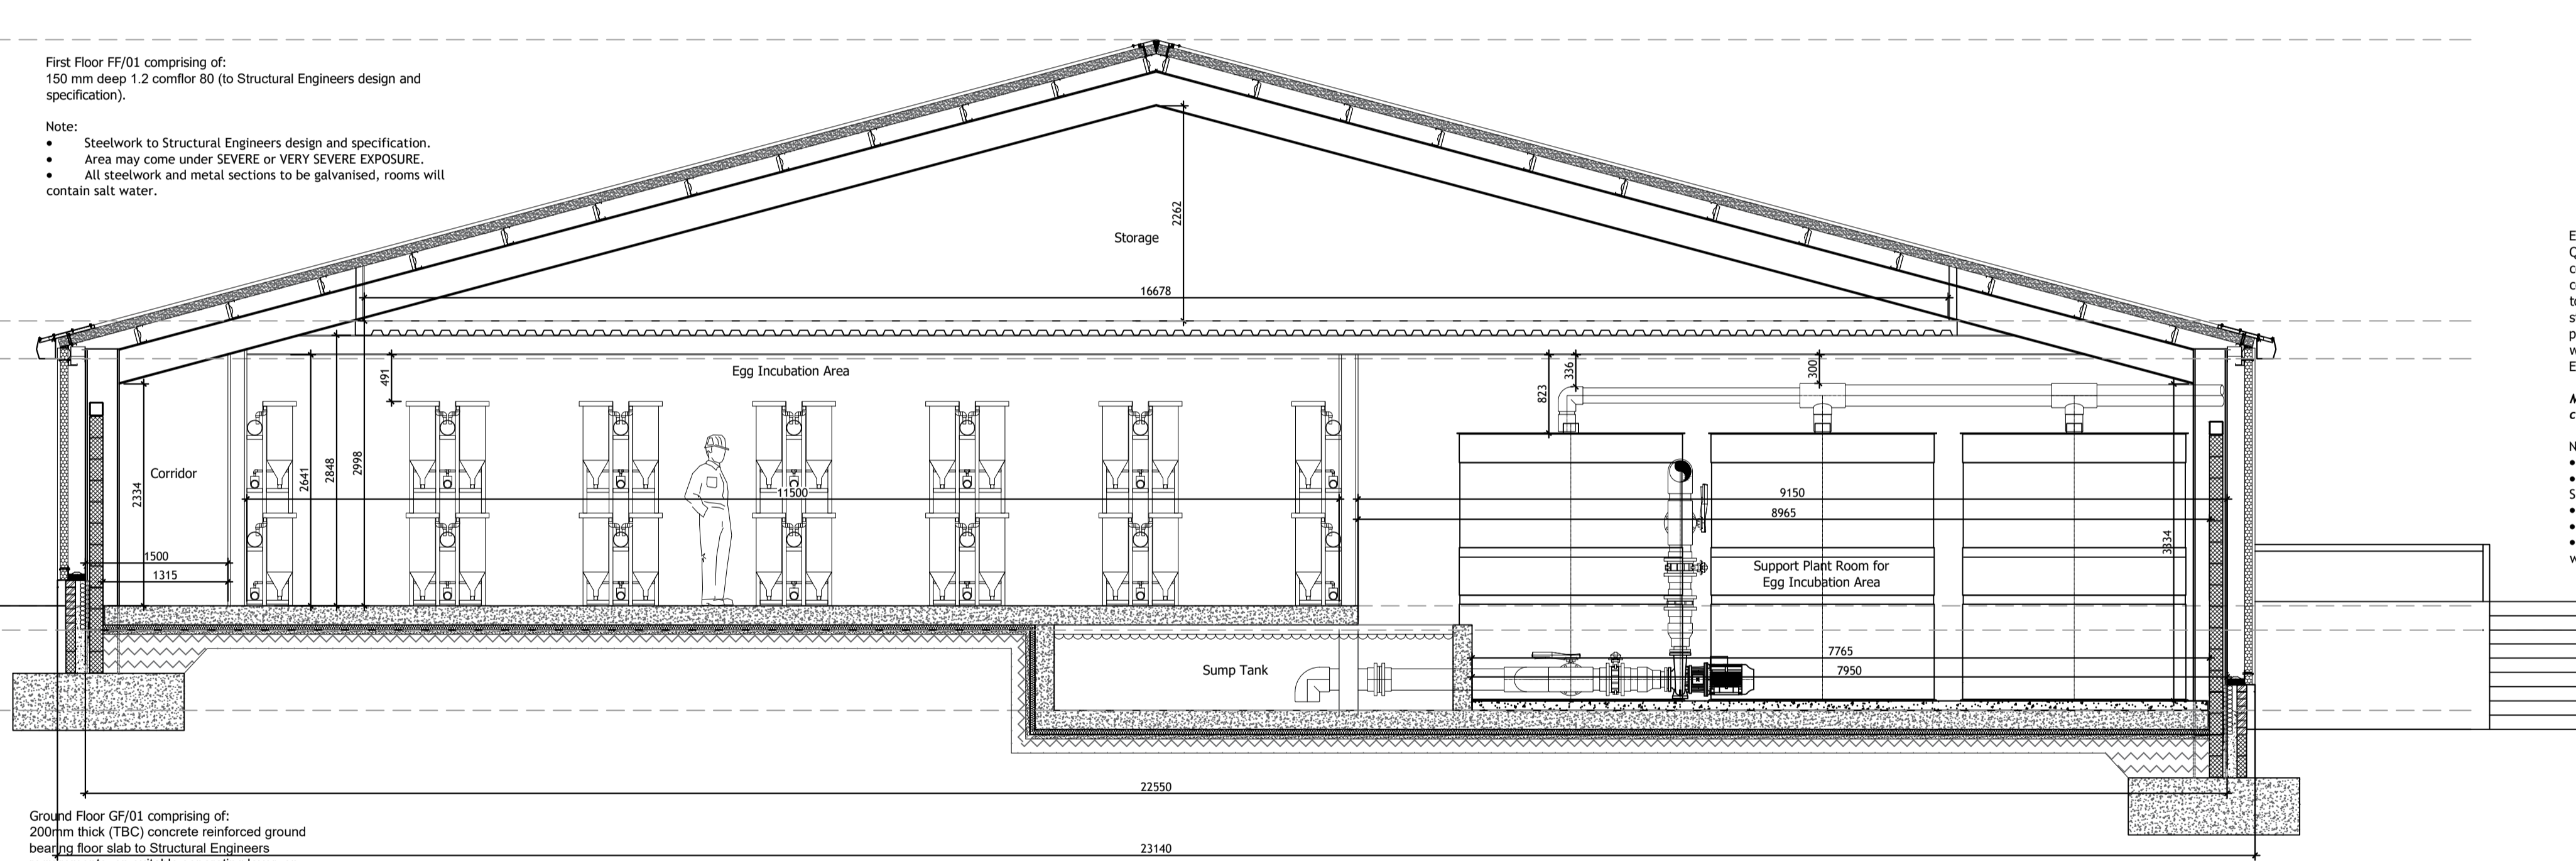 First Floor FF/01 comprising of:
150 mm deep 1.2 comflor 80 (to Structural Engineers design and
specification).
Note:
• Steelwork to Structural Engineers design and specification.
• Area may come under SEVERE or VERY SEVERE EXPOSURE.
• All steelwork and metal sections to be galvanised, rooms will
contain salt water.
2262
Storage
16678
Egg Incubation Area
491
823
336
300
Corridor
2334
2641
2848
2998
11500
9150
8965
3334
1500
1315
Support Plant Room for
Egg Incubation Area
Sump Tank
7765
7950
22550
Ground Floor GF/01 comprising of:
200mm thick (TBC) concrete reinforced ground
bearing floor slab to Structural Engineers
23140